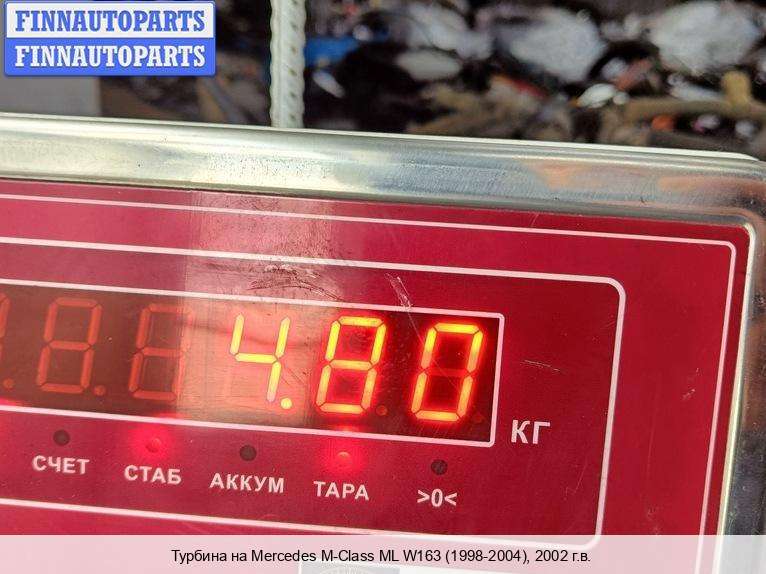 FINNAUTOPARTS
FINNAUTOPARTS
4.80
КГ
СЧЕТ СТАБ АККУМ ТАРА >0<
Турбина на Mercedes M-Class ML W163 (1998-2004), 2002 г.в.